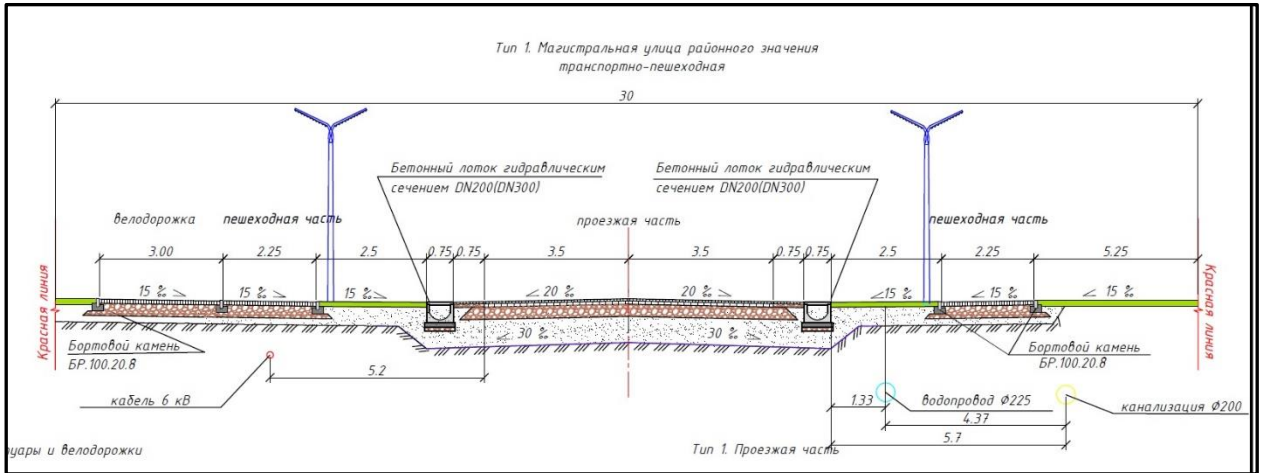 Тип 1. Магистральная улица районного значения
транспортно-пешеходная
30
Бетонный лоток гидравлическим
сечением DN200(DN300)
Бетонный лоток гидравлическим
сечением DN200(DN300)
велодорожка
пешеходная часть
проезжая часть
пешеходная часть
3.00
2.25
2.5
0.75
0.75
3.5
3.5
0.75
0.75
2.5
2.25
5.25
Красная линия
15 ‰
15 ‰
15 ‰
20 ‰
20 ‰
15 ‰
15 ‰
15 ‰
Красная линия
30 ‰
30 ‰
Бортовой камень
БР.100.20.8
Бортовой камень
БР.100.20.8
5.2
кабель 6 кВ
1.33
водопровод Ф225
4.37
5.7
канализация Ф200
уары и велодорожки
Тип 1. Проезжая часть